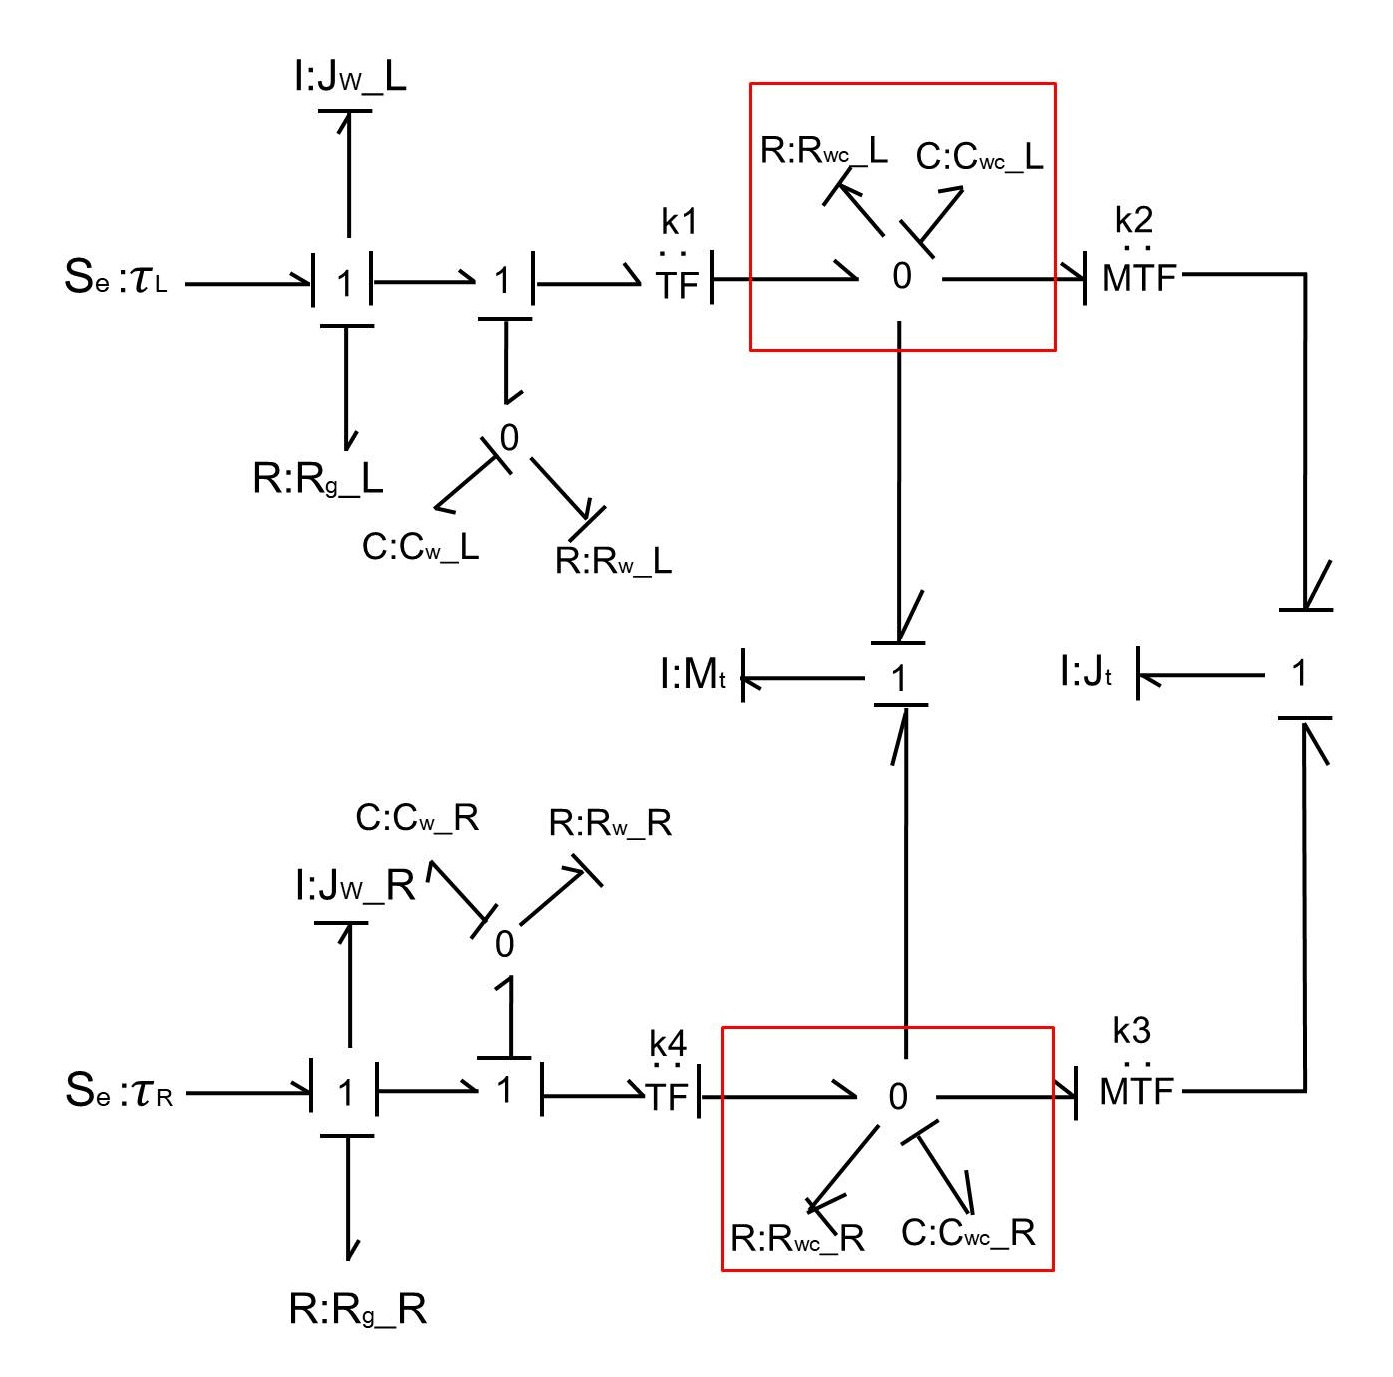 I:Jw_L
R:Rwc_L
C:Cwc_L
k1
k2
Se :τL
1
1
TF
0
MTF
0
R:Rg_L
C:Cw_L
R:Rw_L
I:Mt
1
I:Jt
1
C:Cw_R
R:Rw_R
I:Jw_R
0
k4
k3
Se :τR
1
1
TF
0
MTF
R:Rwc_R
C:Cwc_R
R:Rg_R